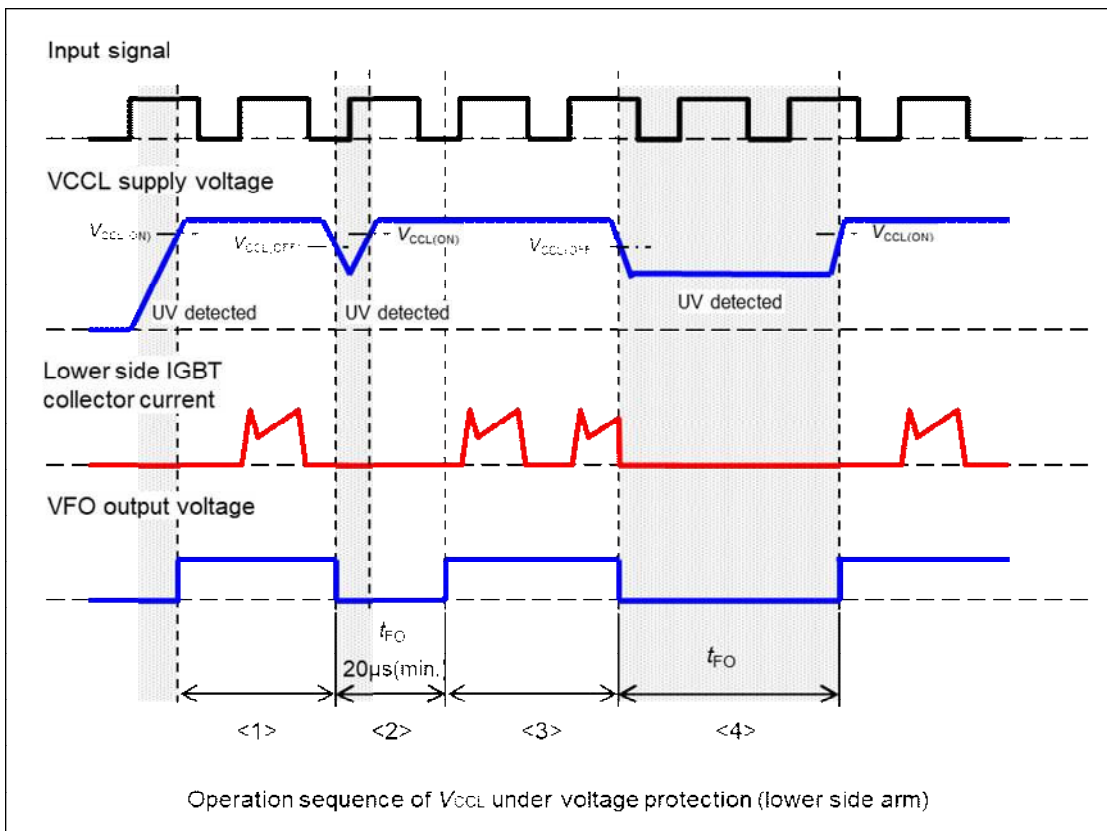 Input signal
VCCL supply voltage
VCCL(ON)
VCCL(OFF)
VCCL(ON)
VCCL(OFF
VCCL(ON)
UV detected
UV detected
UV detected
Lower side IGBT
collector current
VFO output voltage
tFO
20µs(min.)
tFO
<1>
<2>
<3>
<4>
Operation sequence of VCCL under voltage protection (lower side arm)